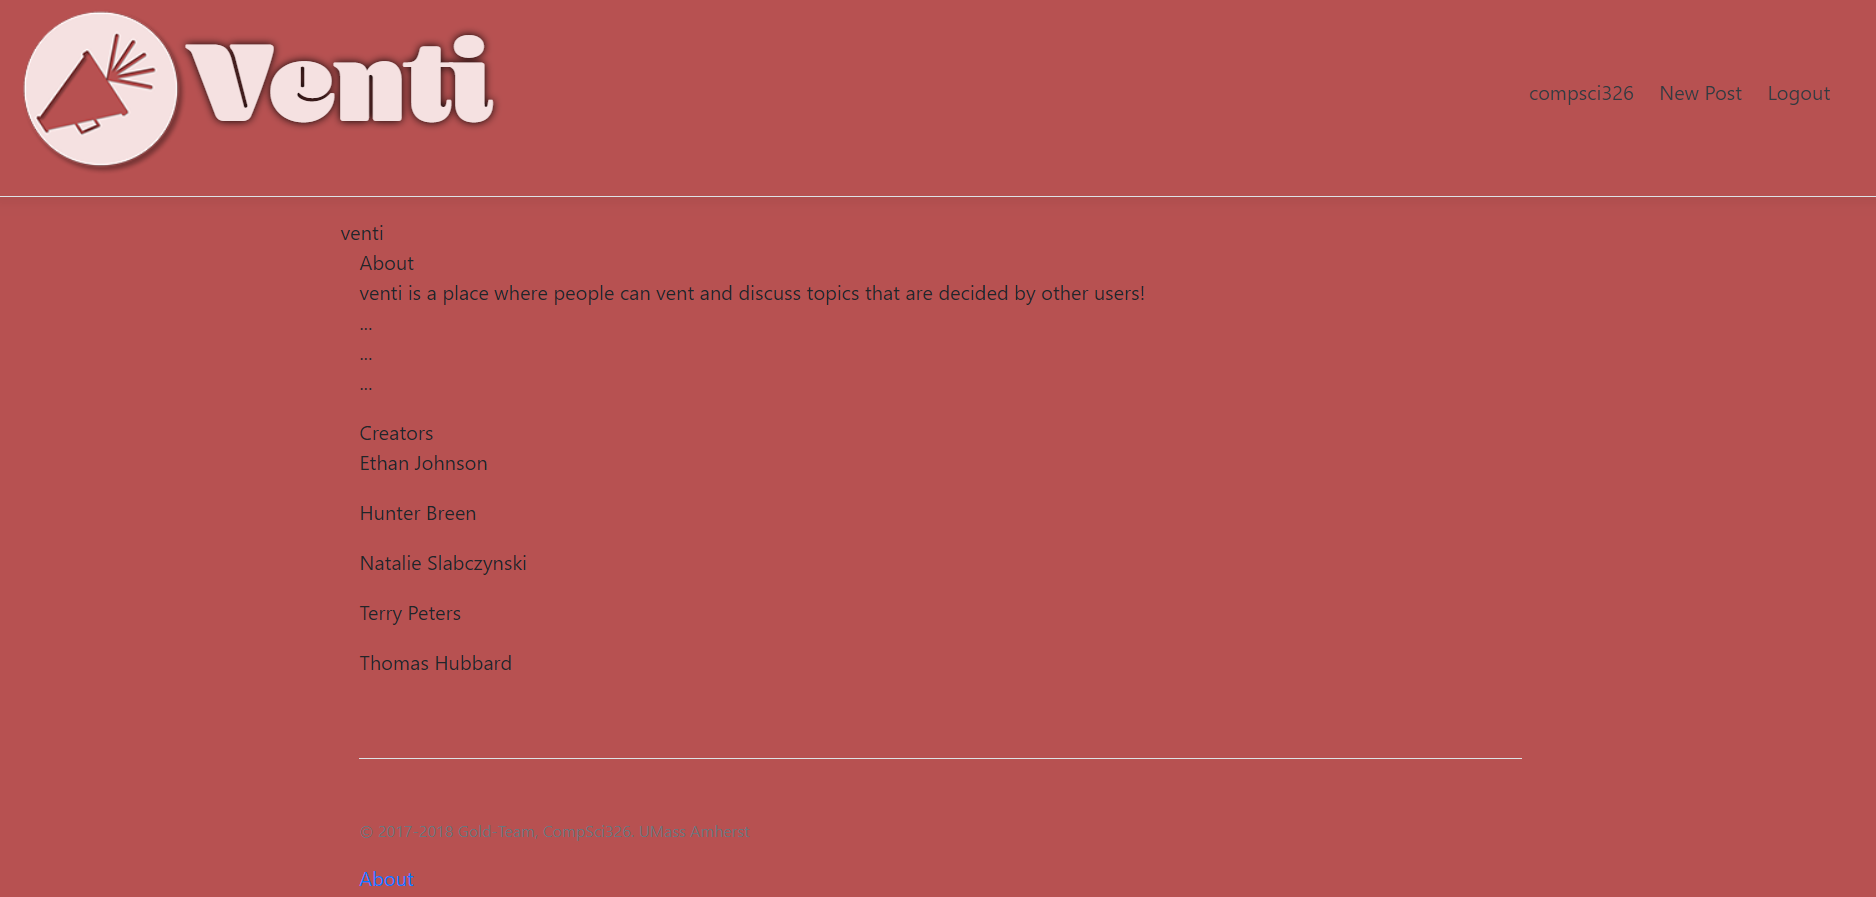 Venti
compsci326 New Post Logout
venti
About
venti is a place where people can vent and discuss topics that are decided by other users!
...
...
...
Creators
Ethan Johnson
Hunter Breen
Natalie Slabczynski
Terry Peters
Thomas Hubbard
© 2017-2018 Gold-Team, CompSci326, UMass Amherst
About